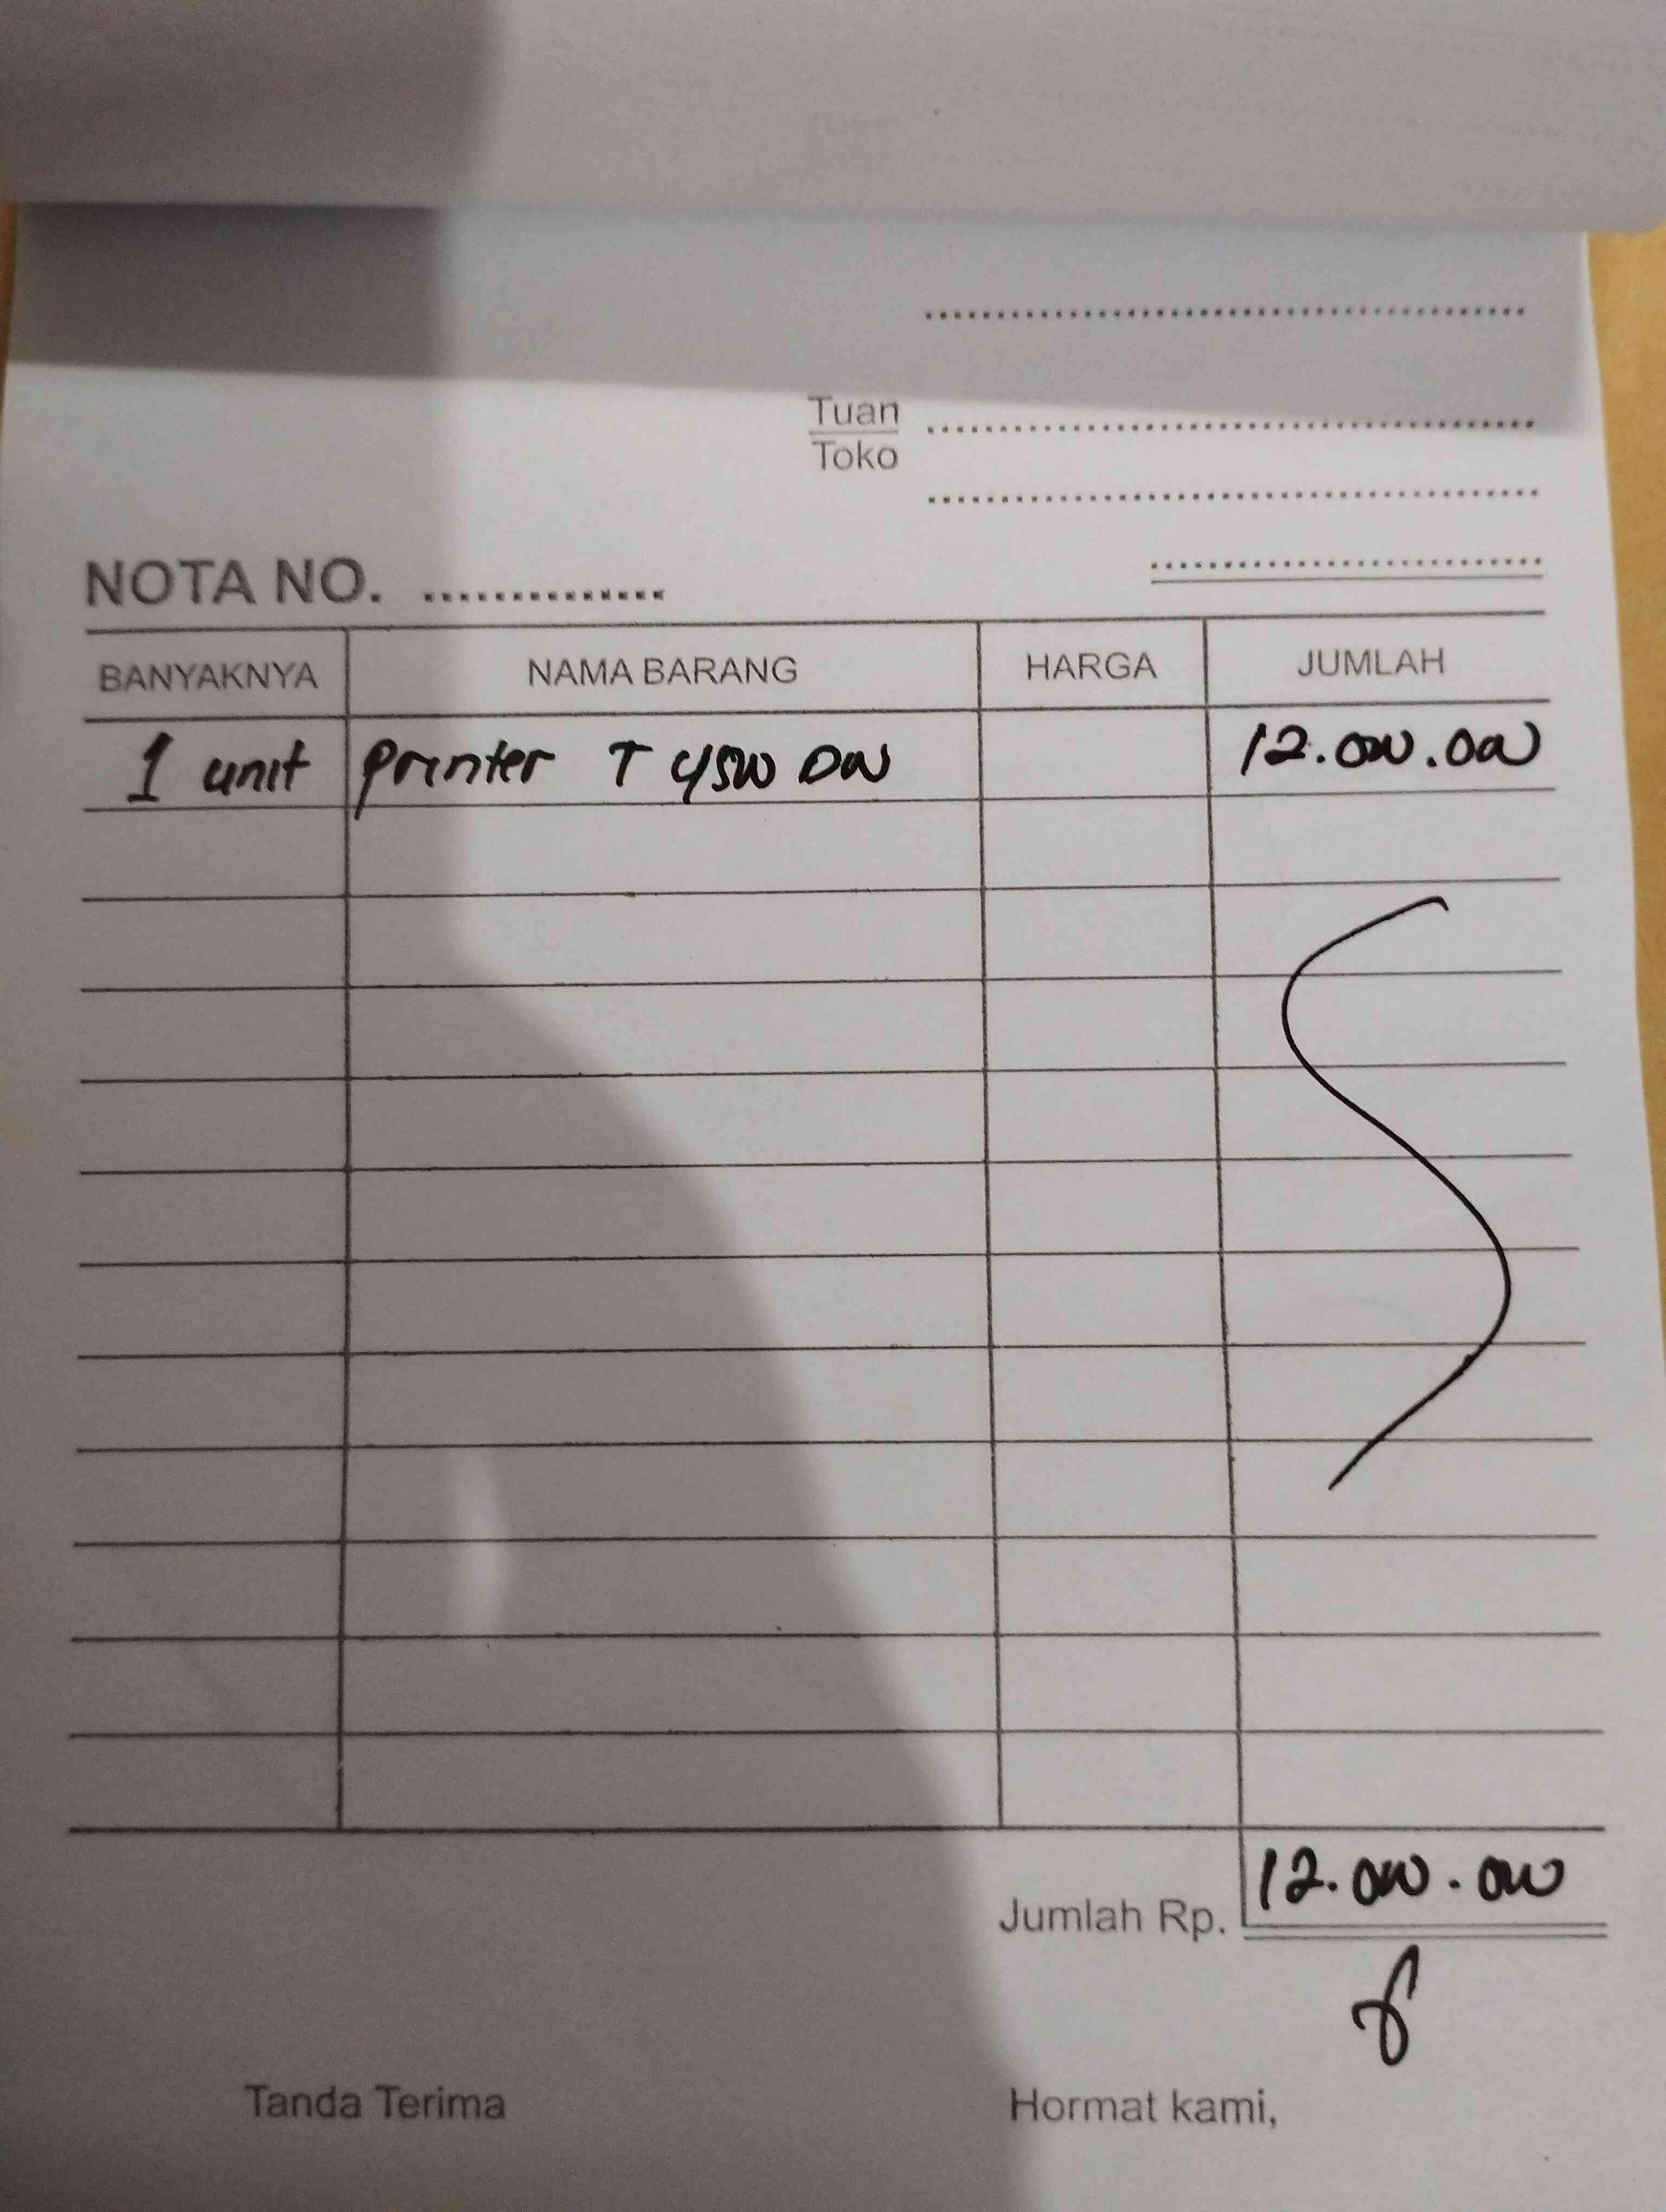 Tuan
Toko
NOTA NO. ..............
BANYAKNYA NAMA BARANG HARGA JUMLAH
1 unit printer T 4500 DW 12.000.000
Jumlah Rp. 12.000.000
Tanda Terima Hormat kami,